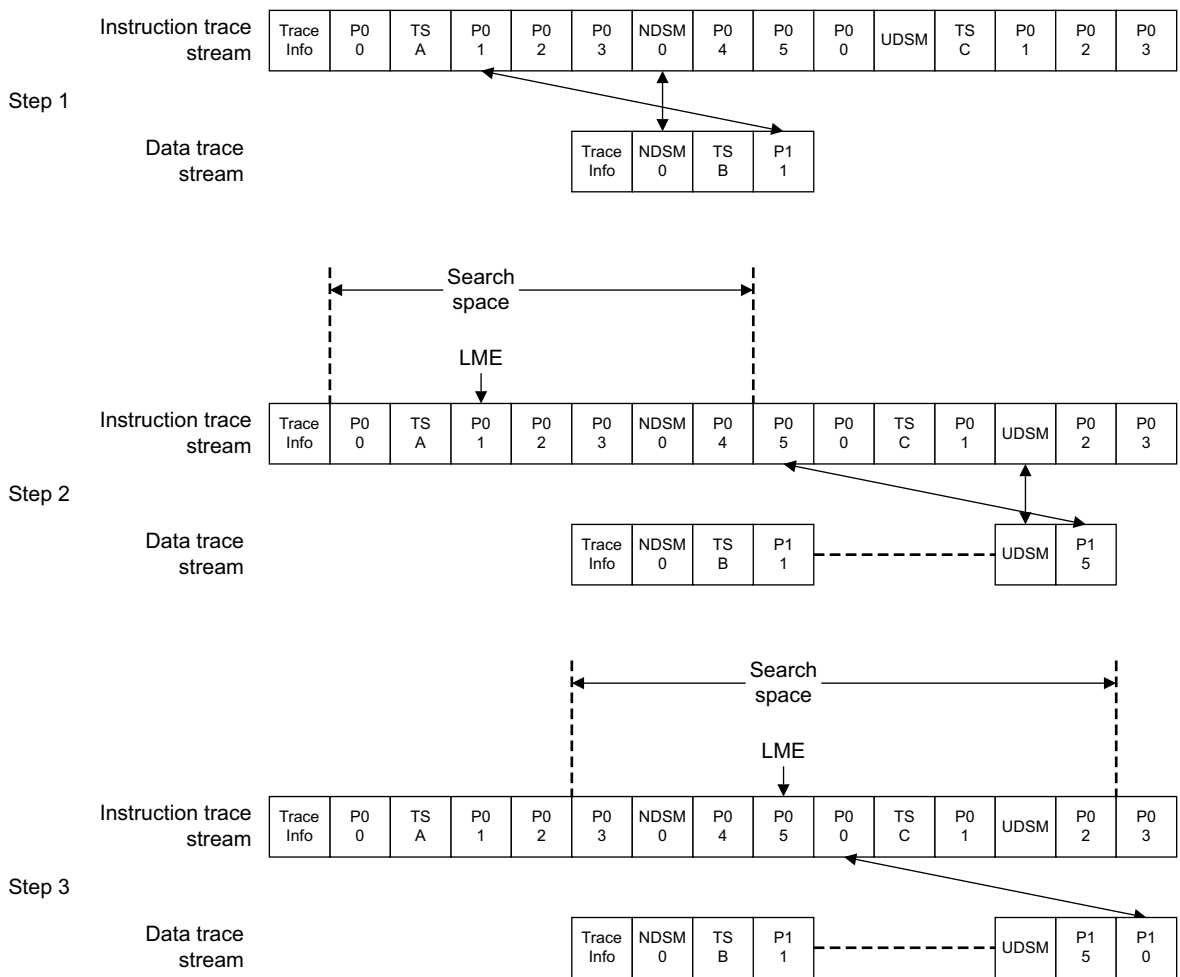 Instruction trace
stream
Trace P0 TS P0 P0 P0 NDSM P0 P0 P0 UDSM TS P0 P0 P0
Info 0 A 1 2 3 0 4 5 0 C 1 2 3
Step 1
Data trace
stream
Trace NDSM TS P1
Info 0 B 1
Search
space
LME
Instruction trace
stream
Trace P0 TS P0 P0 P0 NDSM P0 P0 P0 TS P0 UDSM P0 P0
Info 0 A 1 2 3 0 4 5 0 C 1 2 3
Step 2
Data trace
stream
Trace NDSM TS P1 UDSM P1
Info 0 B 1 5
Search
space
LME
Instruction trace
stream
Trace P0 TS P0 P0 P0 NDSM P0 P0 P0 TS P0 UDSM P0 P0
Info 0 A 1 2 3 0 4 5 0 C 1 2 3
Step 3
Data trace
stream
Trace NDSM TS P1 UDSM P1 P1
Info 0 B 1 5 0